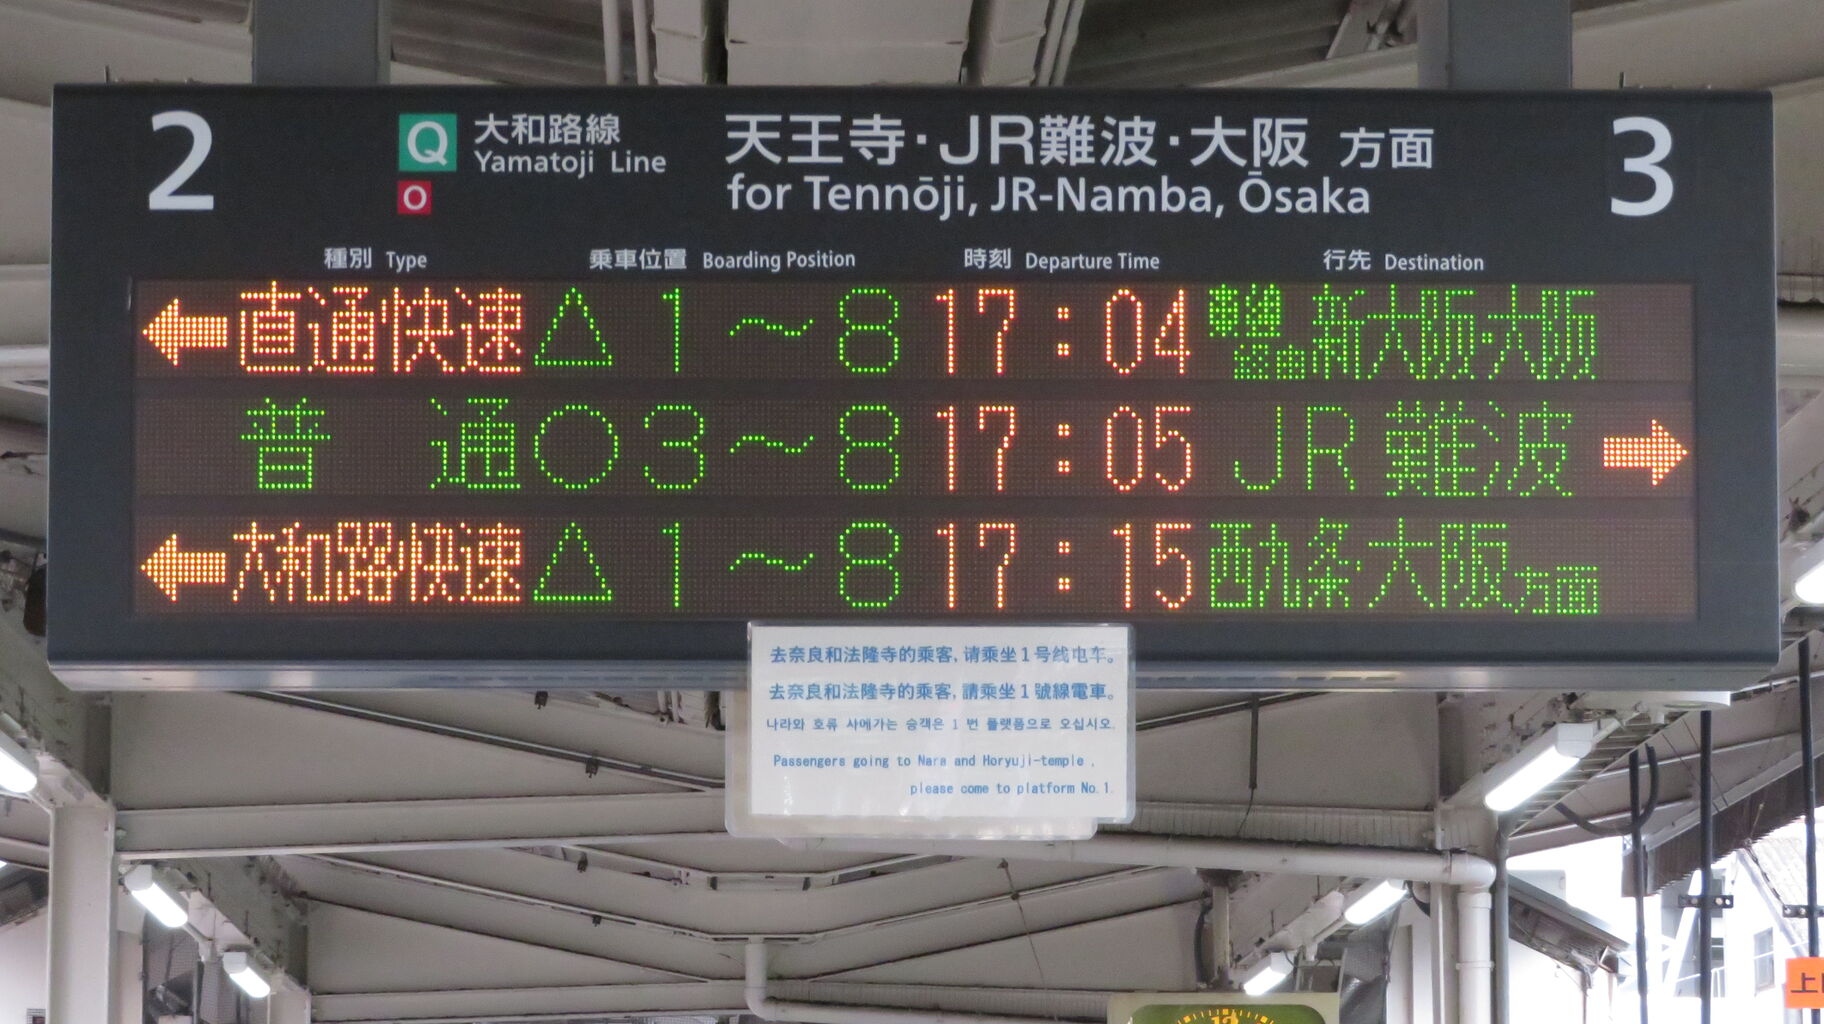 2
Q 大和路線
Yamatoji Line
O
天王寺・JR難波・大阪 方面
for Tennōji, JR-Namba, Ōsaka
3
種別 Type 乗車位置 Boarding Position 時刻 Departure Time 行先 Destination
← 直通快速 △ 1～8 17:04 東線経由 新大阪・大阪
普通 ○ 3～8 17:05 JR難波 →
← 大和路快速 △ 1～8 17:15 西九条・大阪方面
去奈良和法隆寺的乘客，请乘坐1号线电车。
去奈良和法隆寺的乘客，請乘坐1號線電車。
나라와 호류 사에가는 승객은 1 번 플랫폼으로 오십시오.
Passengers going to Nara and Horyuji-temple ,
please come to platform No.1.
上
12